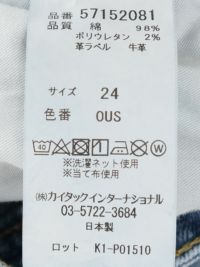 品番 57152081
品質 綿 98%
ポリウレタン 2%
革ラベル 牛革
サイズ 24
色番 0US
※洗濯ネット使用
※当て布使用
㈱カイタックインターナショナル
03-5722-3684
日本製
ロット K1-P01510